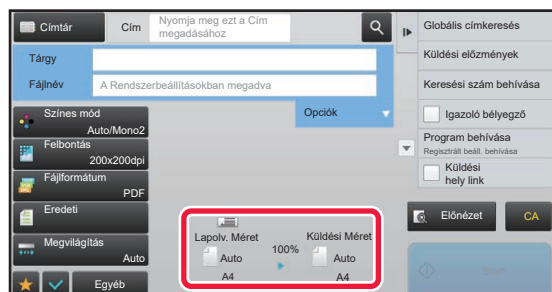 Címtár
Cím
Nyomja meg ezt a Cím
megadásához
Tárgy
Fájlnév
A Rendszerbeállításokban megadva
Opciók
Színes mód
Auto/Mono2
Felbontás
200x200dpi
Fájlformátum
PDF
Eredeti
Megvilágítás
Auto
Egyéb
Lapolv. Méret
Auto
A4
100%
Küldési Méret
Auto
A4
Globális címkeresés
Küldési előzmények
Keresési szám behívása
Igazoló bélyegző
Program behívása
Regisztrált beáll. behívása
Küldési
hely link
Előnézet
CA
Start